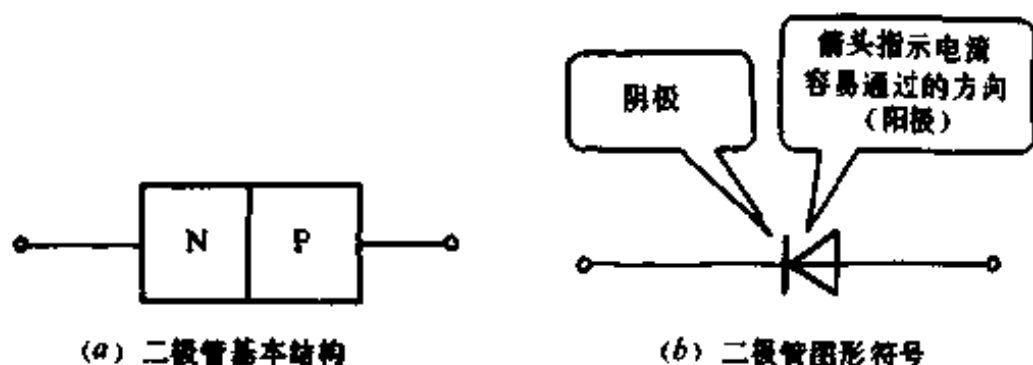 阴极
箭头指示电流
容易通过的方向
（阳极）
N P
(a) 二极管基本结构
(b) 二极管图形符号